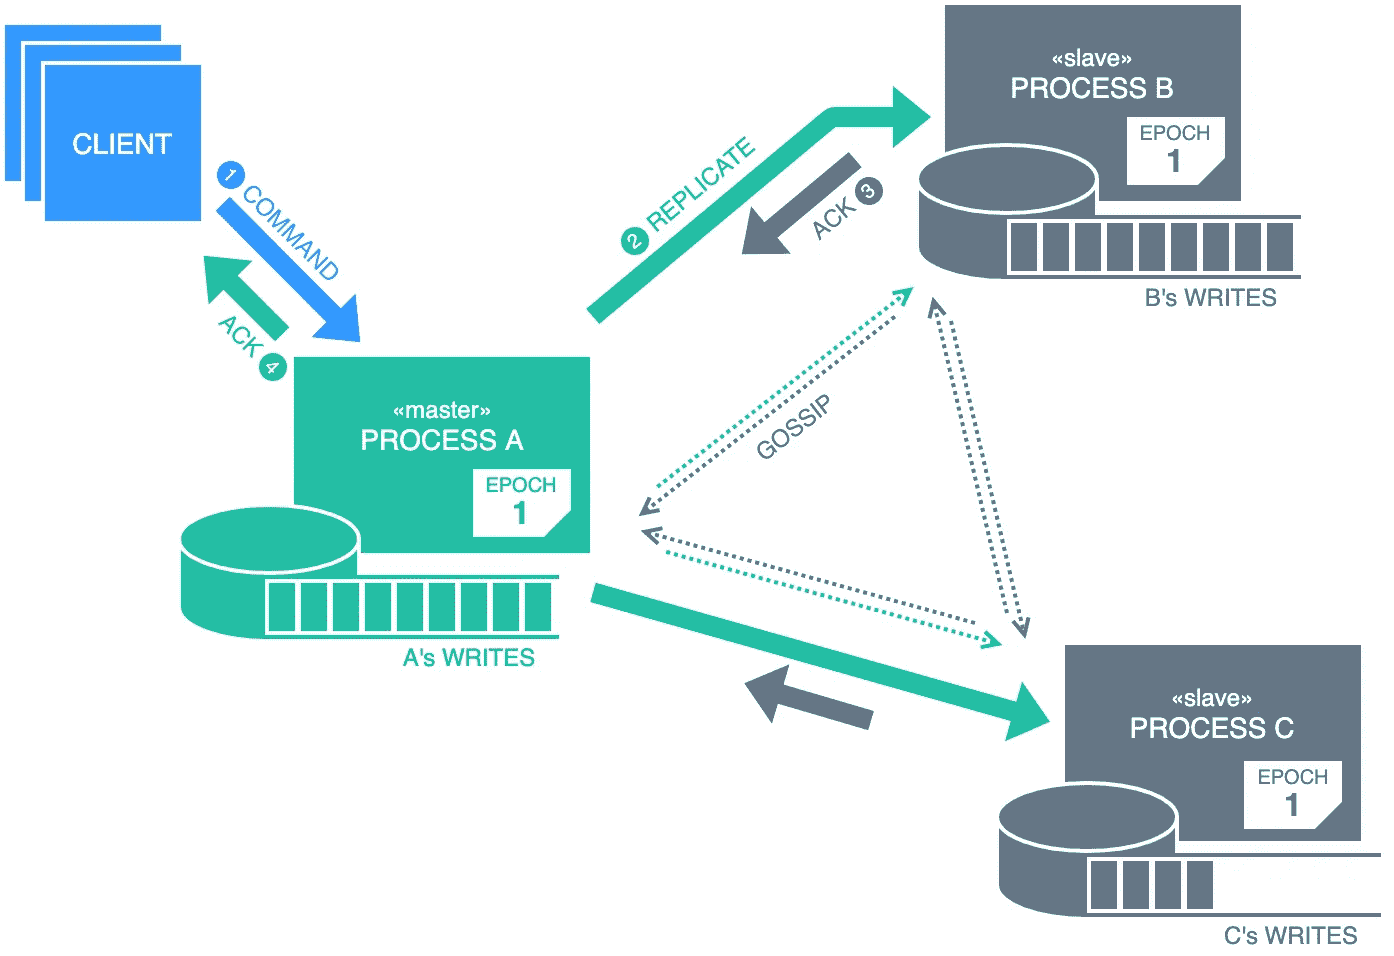 CLIENT
1 COMMAND
ACK 4
«master»
PROCESS A
EPOCH
1
A's WRITES
2 REPLICATE
ACK 3
«slave»
PROCESS B
EPOCH
1
B's WRITES
GOSSIP
«slave»
PROCESS C
EPOCH
1
C's WRITES